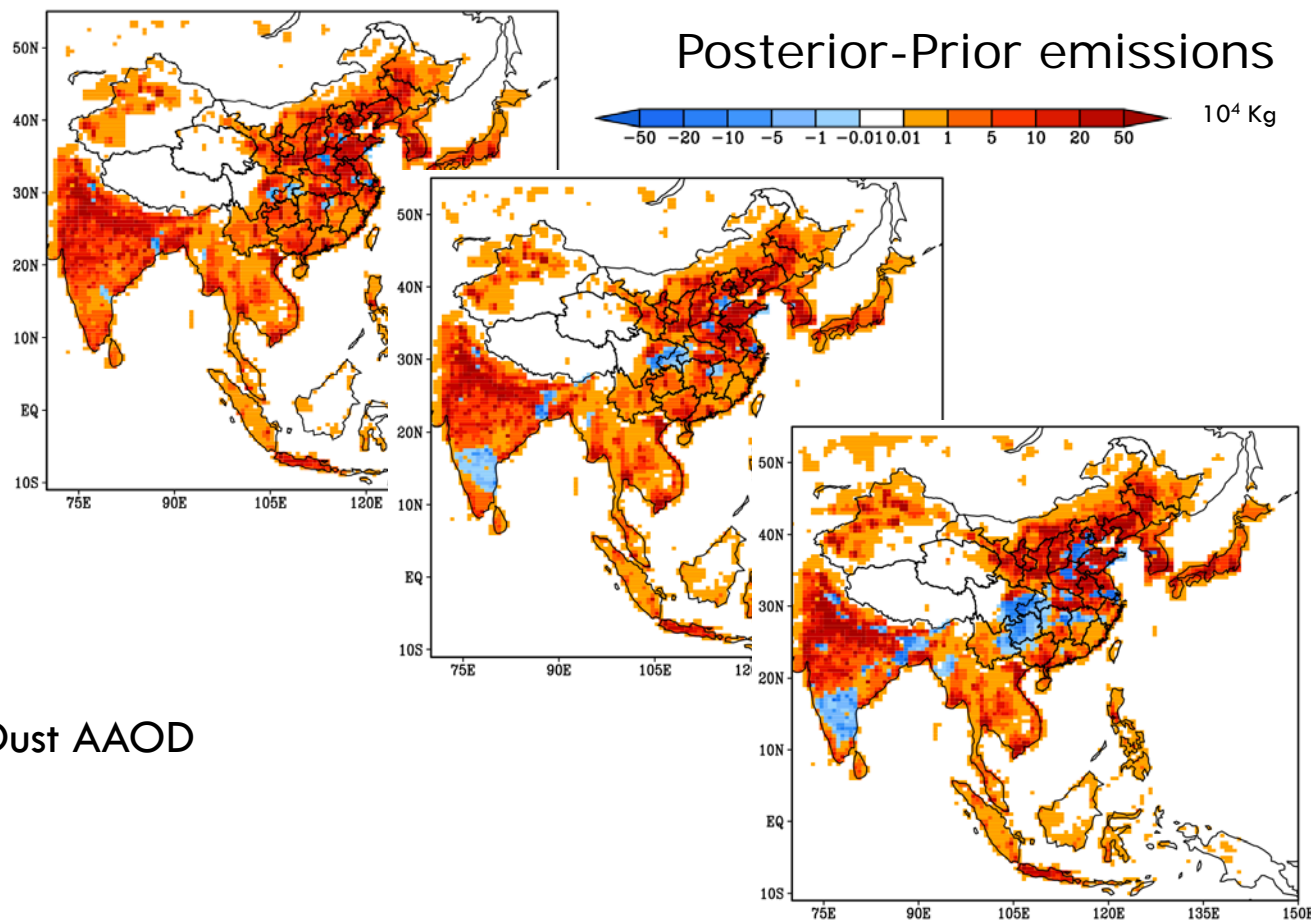 Posterior-Prior emissions
−50 −20 −10 −5 −1 −0.01 0.01 1 5 10 20 50
10⁴ Kg
50N
40N
30N
20N
10N
EQ
10S
75E 90E 105E 120E
50N
40N
30N
20N
10N
EQ
10S
75E 90E 105E
50N
40N
30N
20N
10N
EQ
10S
75E 90E 105E 120E 135E 150E
Dust AAOD